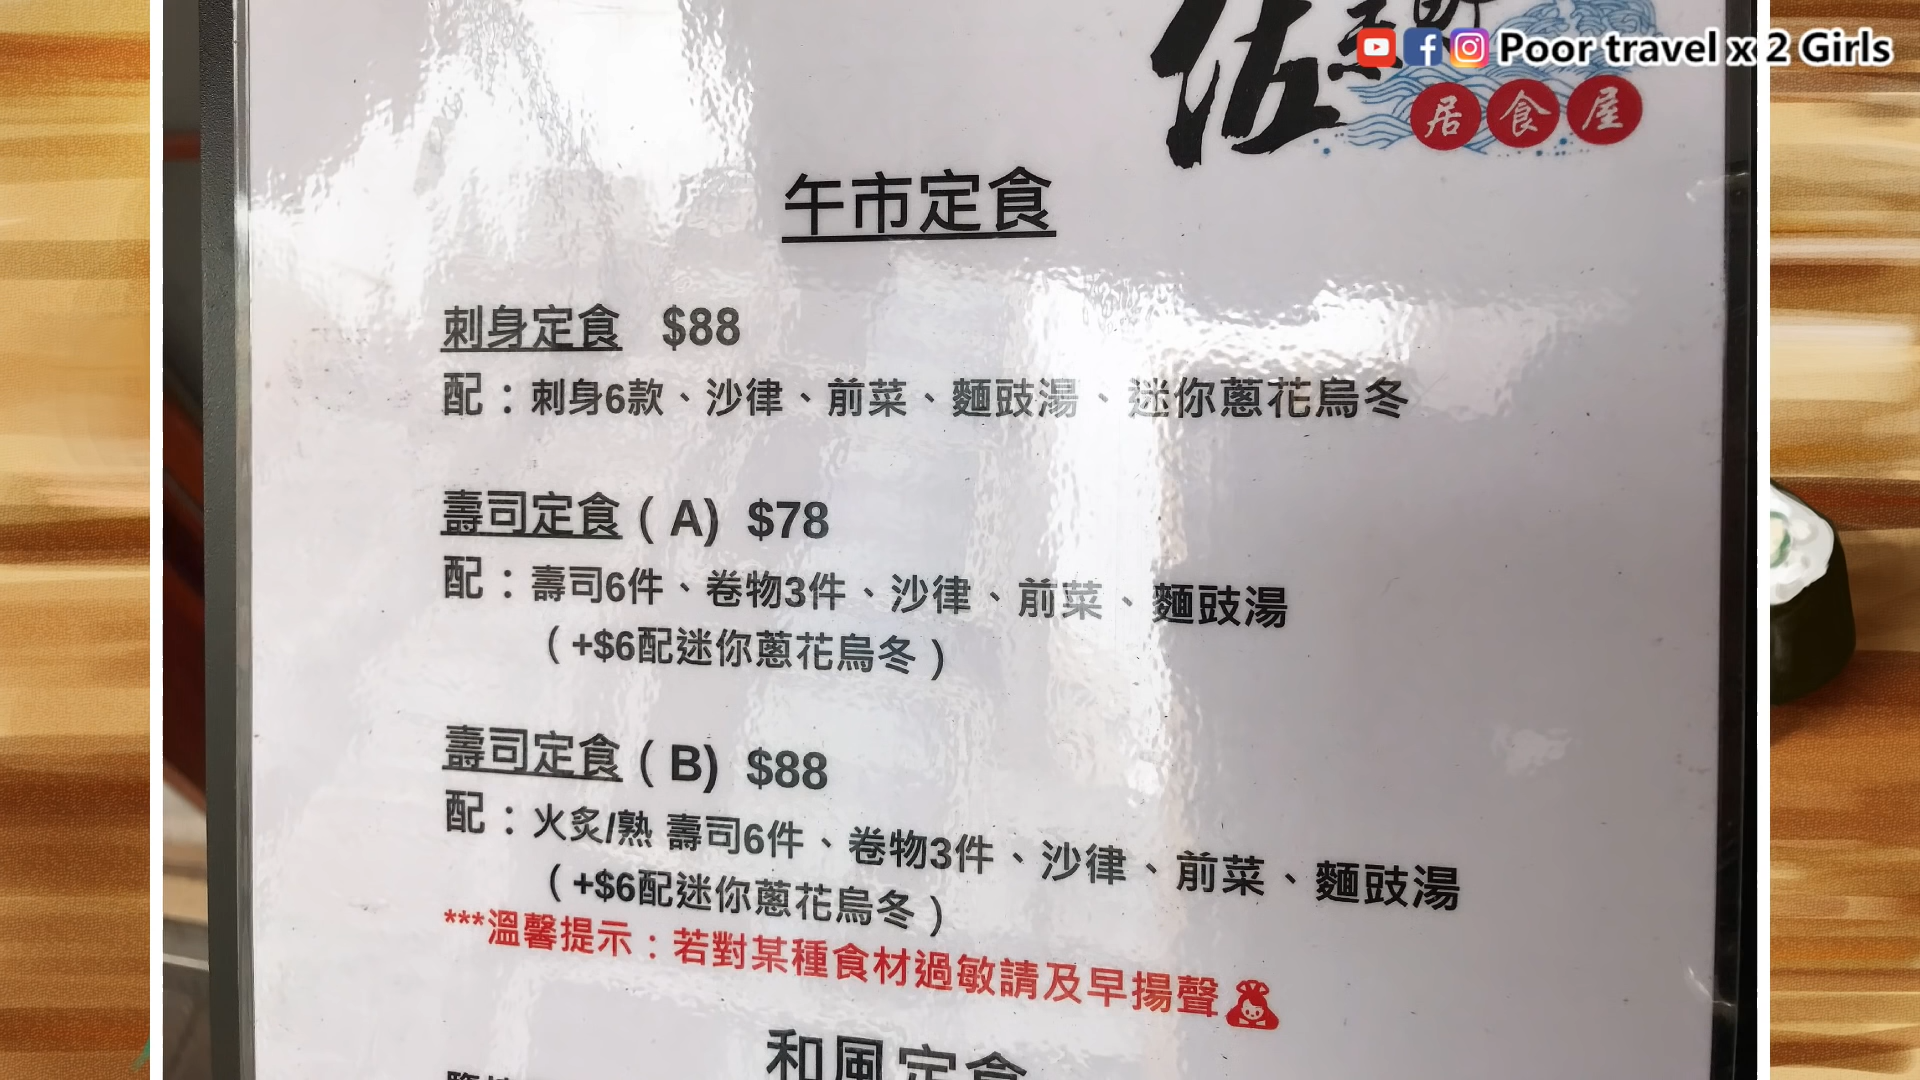 Poor travel x 2 Girls
佐
居食屋
午市定食
刺身定食 $88
配：刺身6款、沙律、前菜、麵豉湯、迷你蔥花烏冬
壽司定食（A) $78
配：壽司6件、卷物3件、沙律、前菜、麵豉湯
（+$6配迷你蔥花烏冬）
壽司定食（B) $88
配：火炙/熟 壽司6件、卷物3件、沙律、前菜、麵豉湯
（+$6配迷你蔥花烏冬）
***溫馨提示：若對某種食材過敏請及早揚聲
和風定食